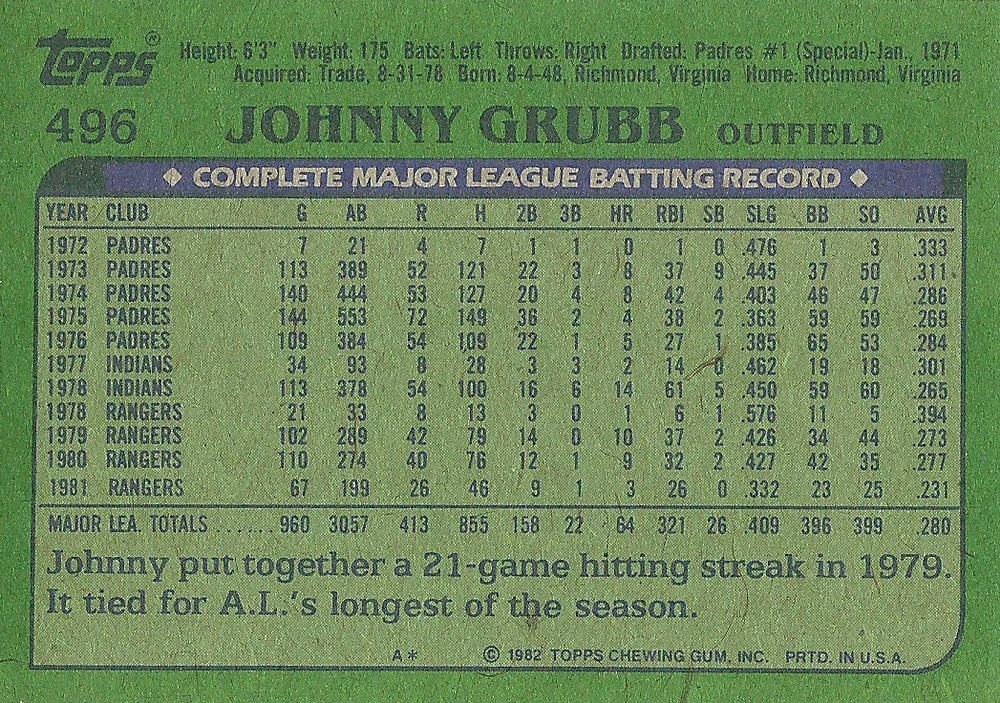 Topps® Height: 6'3" Weight: 175 Bats: Left Throws: Right Drafted: Padres #1 (Special)-Jan., 1971
Acquired: Trade, 8-31-78 Born: 8-4-48, Richmond, Virginia Home: Richmond, Virginia
496 JOHNNY GRUBB OUTFIELD
◆ COMPLETE MAJOR LEAGUE BATTING RECORD ◆
YEAR CLUB G AB R H 2B 3B HR RBI SB SLG BB SO AVG
1972 PADRES 7 21 4 7 1 1 0 1 0 .476 1 3 .333
1973 PADRES 113 389 52 121 22 3 8 37 9 .445 37 50 .311
1974 PADRES 140 444 53 127 20 4 8 42 4 .403 46 47 .286
1975 PADRES 144 553 72 149 36 2 4 38 2 .363 59 59 .269
1976 PADRES 109 384 54 109 22 1 5 27 1 .385 65 53 .284
1977 INDIANS 34 93 8 28 3 3 2 14 0 .462 19 18 .301
1978 INDIANS 113 378 54 100 16 6 14 61 5 .450 59 60 .265
1978 RANGERS 21 33 8 13 3 0 1 6 1 .576 11 5 .394
1979 RANGERS 102 289 42 79 14 0 10 37 2 .426 34 44 .273
1980 RANGERS 110 274 40 76 12 1 9 32 2 .427 42 35 .277
1981 RANGERS 67 199 26 46 9 1 3 26 0 .332 23 25 .231
MAJOR LEA. TOTALS ....... 960 3057 413 855 158 22 64 321 26 .409 396 399 .280
Johnny put together a 21-game hitting streak in 1979.
It tied for A.L.'s longest of the season.
A* © 1982 TOPPS CHEWING GUM, INC. PRTD. IN U.S.A.